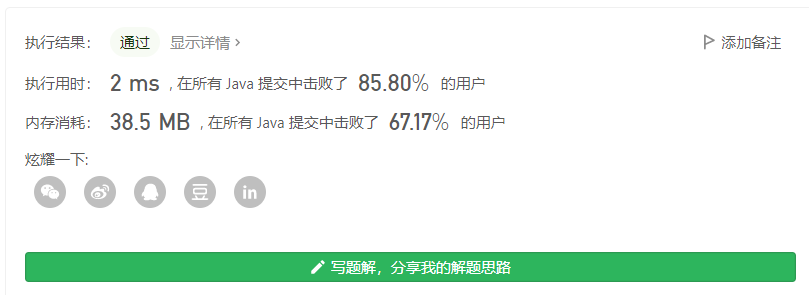 执行结果： 通过 显示详情 > 添加备注
执行用时： 2 ms , 在所有 Java 提交中击败了 85.80% 的用户
内存消耗： 38.5 MB , 在所有 Java 提交中击败了 67.17% 的用户
炫耀一下:
豆 in
写题解，分享我的解题思路